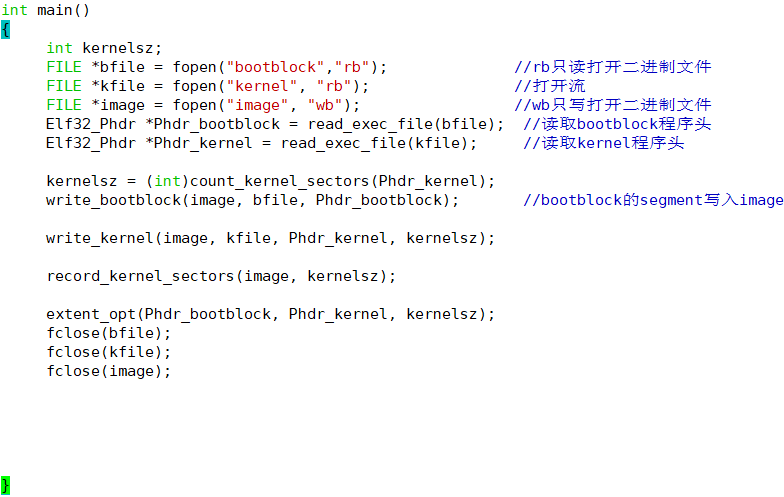 int main()
{
int kernelsz;
FILE *bfile = fopen("bootblock","rb"); //rb只读打开二进制文件
FILE *kfile = fopen("kernel", "rb"); //打开流
FILE *image = fopen("image", "wb"); //wb只写打开二进制文件
Elf32_Phdr *Phdr_bootblock = read_exec_file(bfile); //读取bootblock程序头
Elf32_Phdr *Phdr_kernel = read_exec_file(kfile); //读取kernel程序头
kernelsz = (int)count_kernel_sectors(Phdr_kernel);
write_bootblock(image, bfile, Phdr_bootblock); //bootblock的segment写入image
write_kernel(image, kfile, Phdr_kernel, kernelsz);
record_kernel_sectors(image, kernelsz);
extent_opt(Phdr_bootblock, Phdr_kernel, kernelsz);
fclose(bfile);
fclose(kfile);
fclose(image);
}